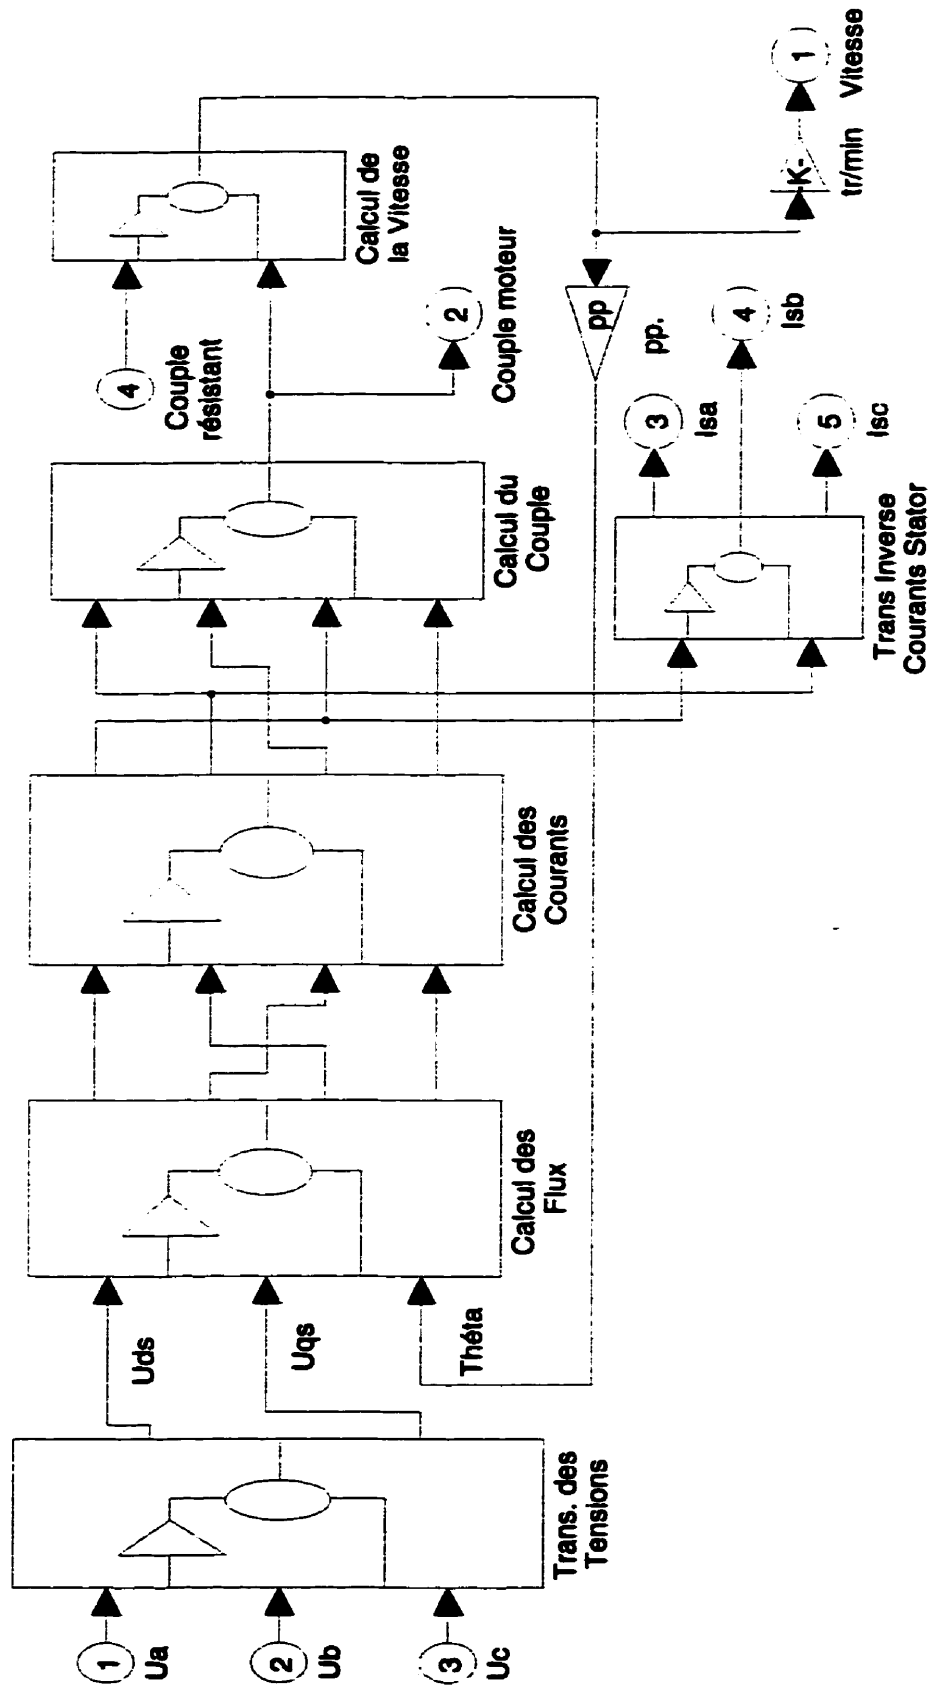 1
Ua
2
Ub
3
Uc
Trans. des
Tensions
Uds
Uqs
Théta
Calcul des
Flux
Calcul des
Courants
Calcul du
Couple
4
Couple
résistant
Calcul de
la Vitesse
2
Couple moteur
pp
pp.
Trans Inverse
Courants Stator
3
Isa
4
Isb
5
Isc
K-
tr/min
1
Vitesse